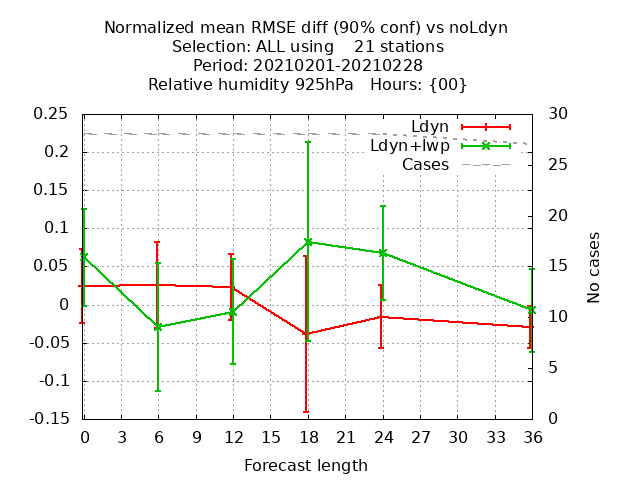 Normalized mean RMSE diff (90% conf) vs noLdyn
Selection: ALL using    21 stations
Period: 20210201-20210228
Relative humidity 925hPa   Hours: {00}
Ldyn
Ldyn+lwp
Cases
0.25
0.2
0.15
0.1
0.05
0
-0.05
-0.1
-0.15
30
25
20
15
10
5
0
No cases
0 3 6 9 12 15 18 21 24 27 30 33 36
Forecast length